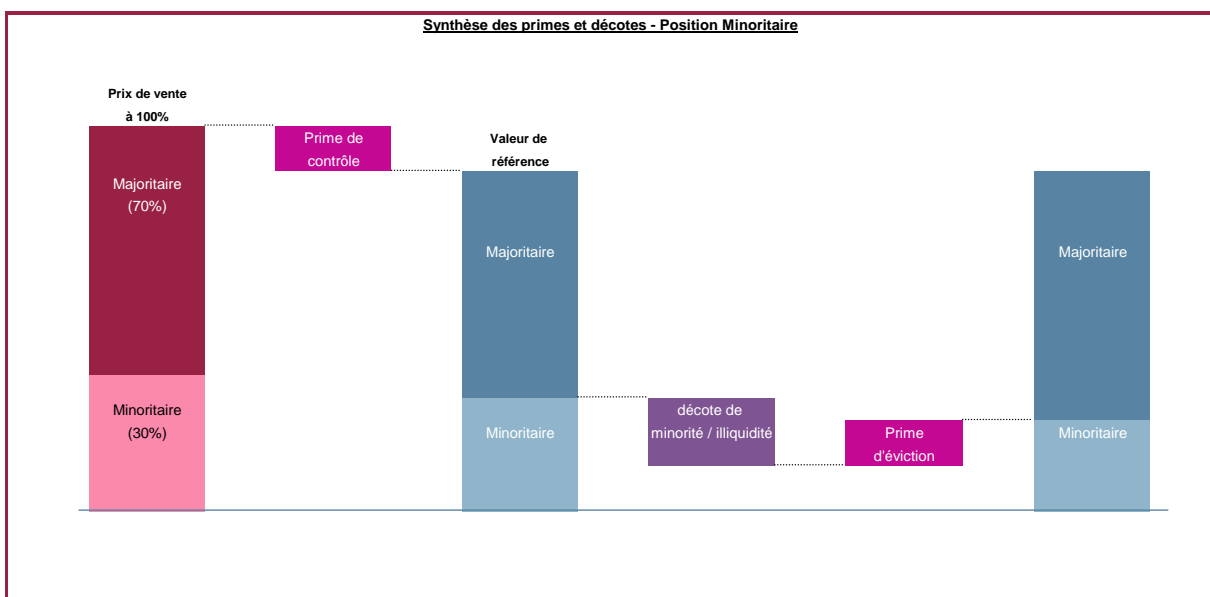 Synthèse des primes et décotes - Position Minoritaire
Prix de vente
à 100%
Prime de
contrôle
Valeur de
référence
Majoritaire
(70%)
Majoritaire
Majoritaire
Minoritaire
(30%)
Minoritaire
décote de
minorité / illiquidité
Prime
d'éviction
Minoritaire